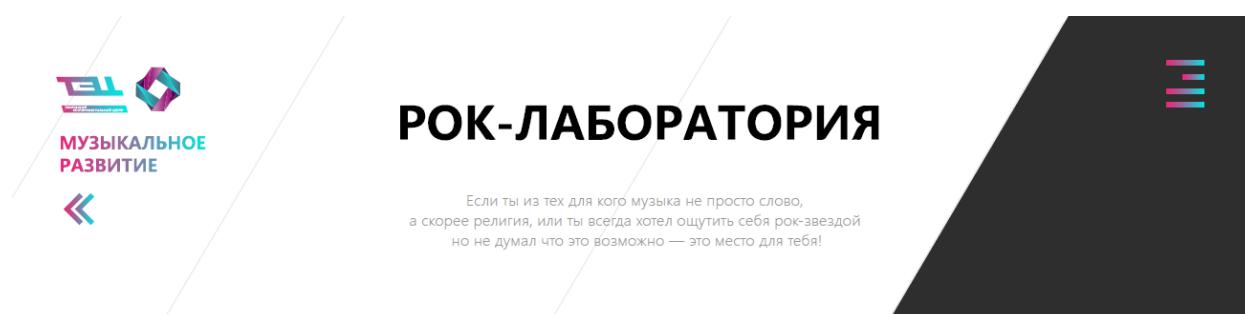 ТЭЦ
МУЗЫКАЛЬНОЕ
РАЗВИТИЕ
РОК-ЛАБОРАТОРИЯ
Если ты из тех для кого музыка не просто слово,
а скорее религия, или ты всегда хотел ощутить себя рок-звездой
но не думал что это возможно — это место для тебя!